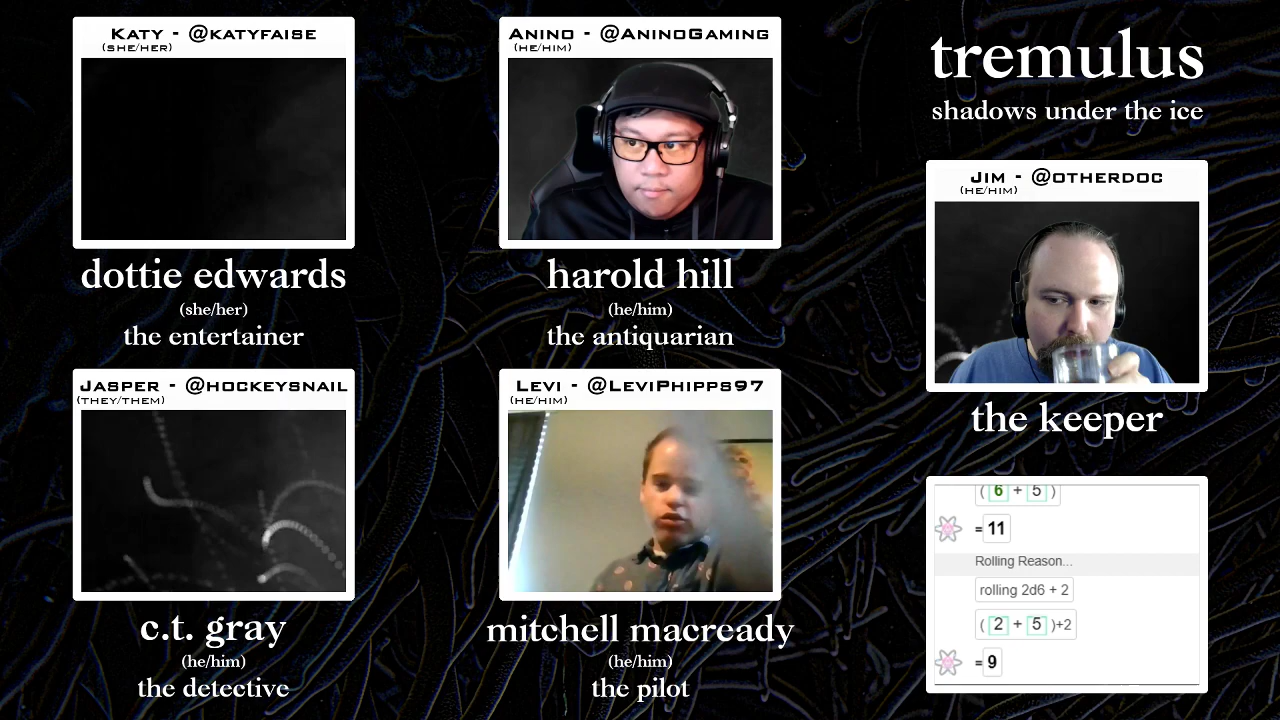 Katy - @katyfaise
(she/her)
dottie edwards
(she/her)
the entertainer
Anino - @AninoGaming
(he/him)
harold hill
(he/him)
the antiquarian
tremulus
shadows under the ice
Jim - @otherdoc
(he/him)
the keeper
Jasper - @hockeysnail
(they/them)
c.t. gray
(he/him)
the detective
Levi - @LeviPhipps97
(he/him)
mitchell macready
(he/him)
the pilot
( 6 + 5 )
=11
Rolling Reason...
rolling 2d6 + 2
( 2 + 5 )+2
=9